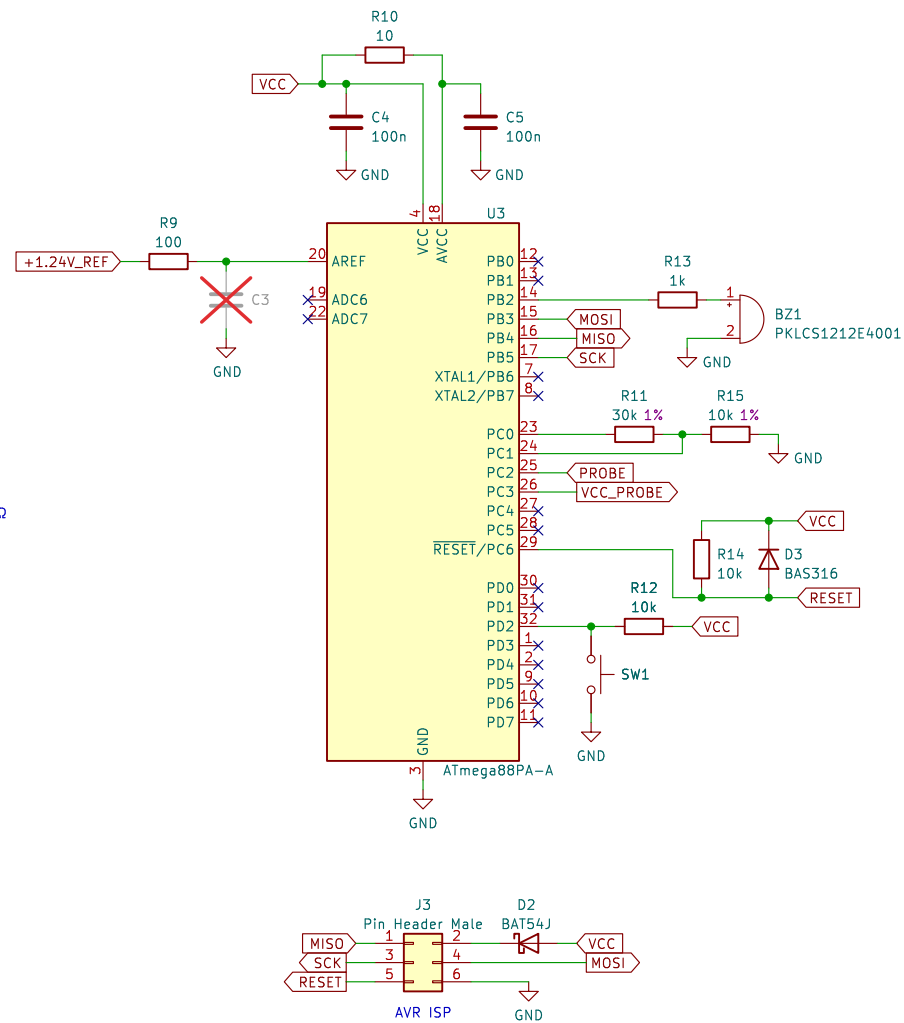 R10
10
VCC
C4
100n
C5
100n
GND
GND
4
18
U3
VCC
AVCC
R9
100
+1.24V_REF
C3
GND
20
AREF
19
ADC6
22
ADC7
PB0
12
PB1
13
PB2
14
PB3
15
MOSI
PB4
16
MISO
PB5
17
SCK
XTAL1/PB6
7
XTAL2/PB7
8
R13
1k
1
+
2
BZ1
PKLCS1212E4001
GND
PC0
23
PC1
24
PC2
25
PROBE
PC3
26
VCC_PROBE
PC4
27
PC5
28
RESET/PC6
29
R11
30k 1%
R15
10k 1%
GND
Ω
VCC
R14
10k
D3
BAS316
RESET
PD0
30
PD1
31
PD2
32
PD3
1
PD4
2
PD5
9
PD6
10
PD7
11
R12
10k
VCC
SW1
GND
GND
3
ATmega88PA-A
GND
J3
Pin Header Male
D2
BAT54J
MISO
1
2
VCC
SCK
3
4
MOSI
RESET
5
6
GND
AVR ISP